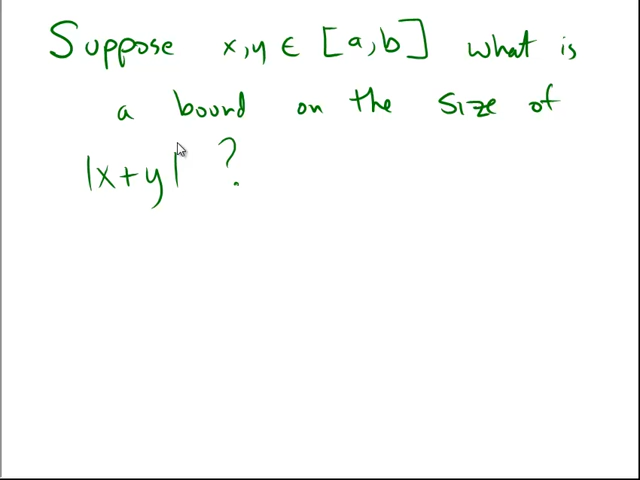 Suppose x,y ∈ [a,b] what is
a bound on the size of
|x+y| ?